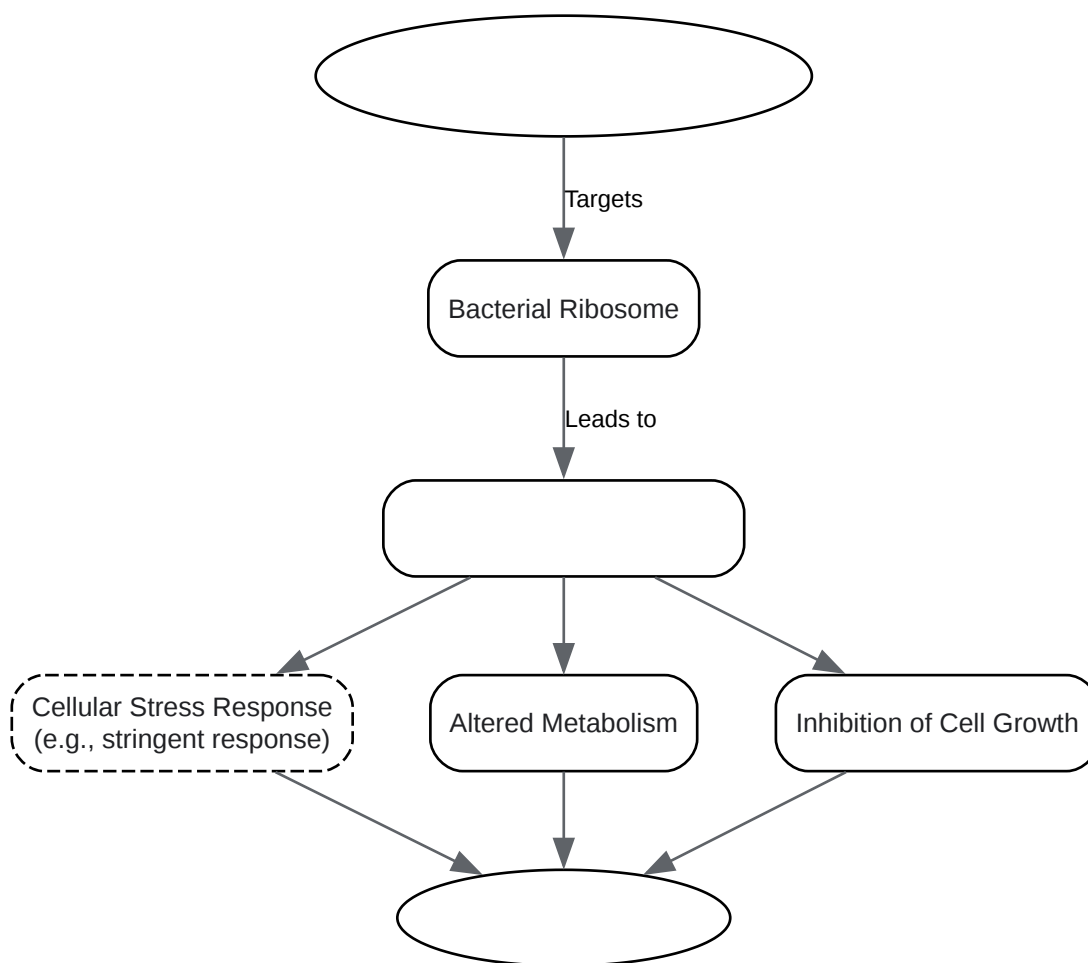 Targets
Bacterial Ribosome
Leads to
Cellular Stress Response
(e.g., stringent response)
Altered Metabolism
Inhibition of Cell Growth